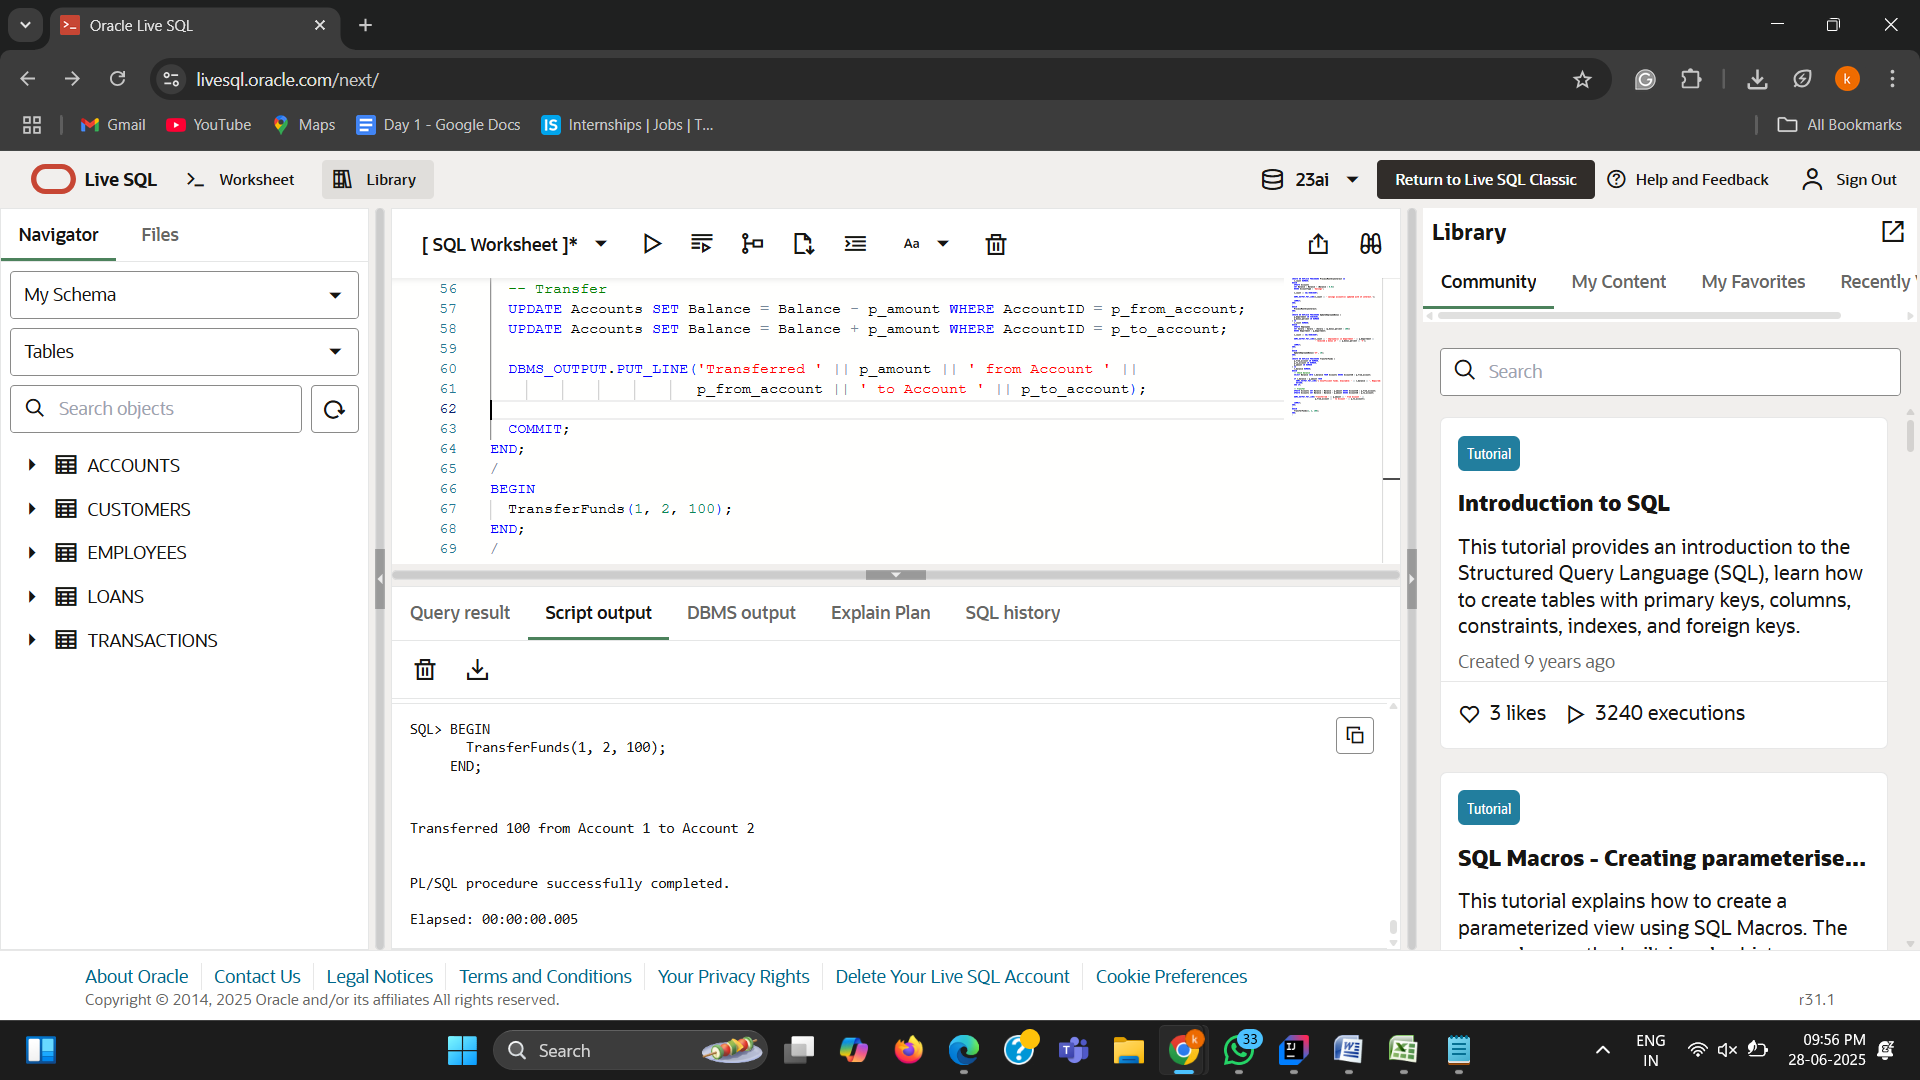 Oracle Live SQL
livesql.oracle.com/next/
k
Gmail
YouTube
Maps
Day 1 - Google Docs
IS
Internships | Jobs | T...
All Bookmarks
Live SQL
Worksheet
Library
23ai
Return to Live SQL Classic
Help and Feedback
Sign Out
Navigator
Files
My Schema
Tables
Search objects
ACCOUNTS
CUSTOMERS
EMPLOYEES
LOANS
TRANSACTIONS
[ SQL Worksheet ]*
Aa
56 -- Transfer
57 UPDATE Accounts SET Balance = Balance - p_amount WHERE AccountID = p_from_account;
58 UPDATE Accounts SET Balance = Balance + p_amount WHERE AccountID = p_to_account;
59
60 DBMS_OUTPUT.PUT_LINE('Transferred ' || p_amount || ' from Account ' ||
61 p_from_account || ' to Account ' || p_to_account);
62
63 COMMIT;
64 END;
65 /
66 BEGIN
67 TransferFunds(1, 2, 100);
68 END;
69 /
Query result
Script output
DBMS output
Explain Plan
SQL history
SQL> BEGIN
TransferFunds(1, 2, 100);
END;
Transferred 100 from Account 1 to Account 2
PL/SQL procedure successfully completed.
Elapsed: 00:00:00.005
Library
Community
My Content
My Favorites
Recently
Search
Tutorial
Introduction to SQL
This tutorial provides an introduction to the
Structured Query Language (SQL), learn how
to create tables with primary keys, columns,
constraints, indexes, and foreign keys.
Created 9 years ago
3 likes
3240 executions
Tutorial
SQL Macros - Creating parameterise...
This tutorial explains how to create a
parameterized view using SQL Macros. The
About Oracle
Contact Us
Legal Notices
Terms and Conditions
Your Privacy Rights
Delete Your Live SQL Account
Cookie Preferences
Copyright © 2014, 2025 Oracle and/or its affiliates All rights reserved.
r31.1
Search
k
33
ENG
IN
09:56 PM
28-06-2025